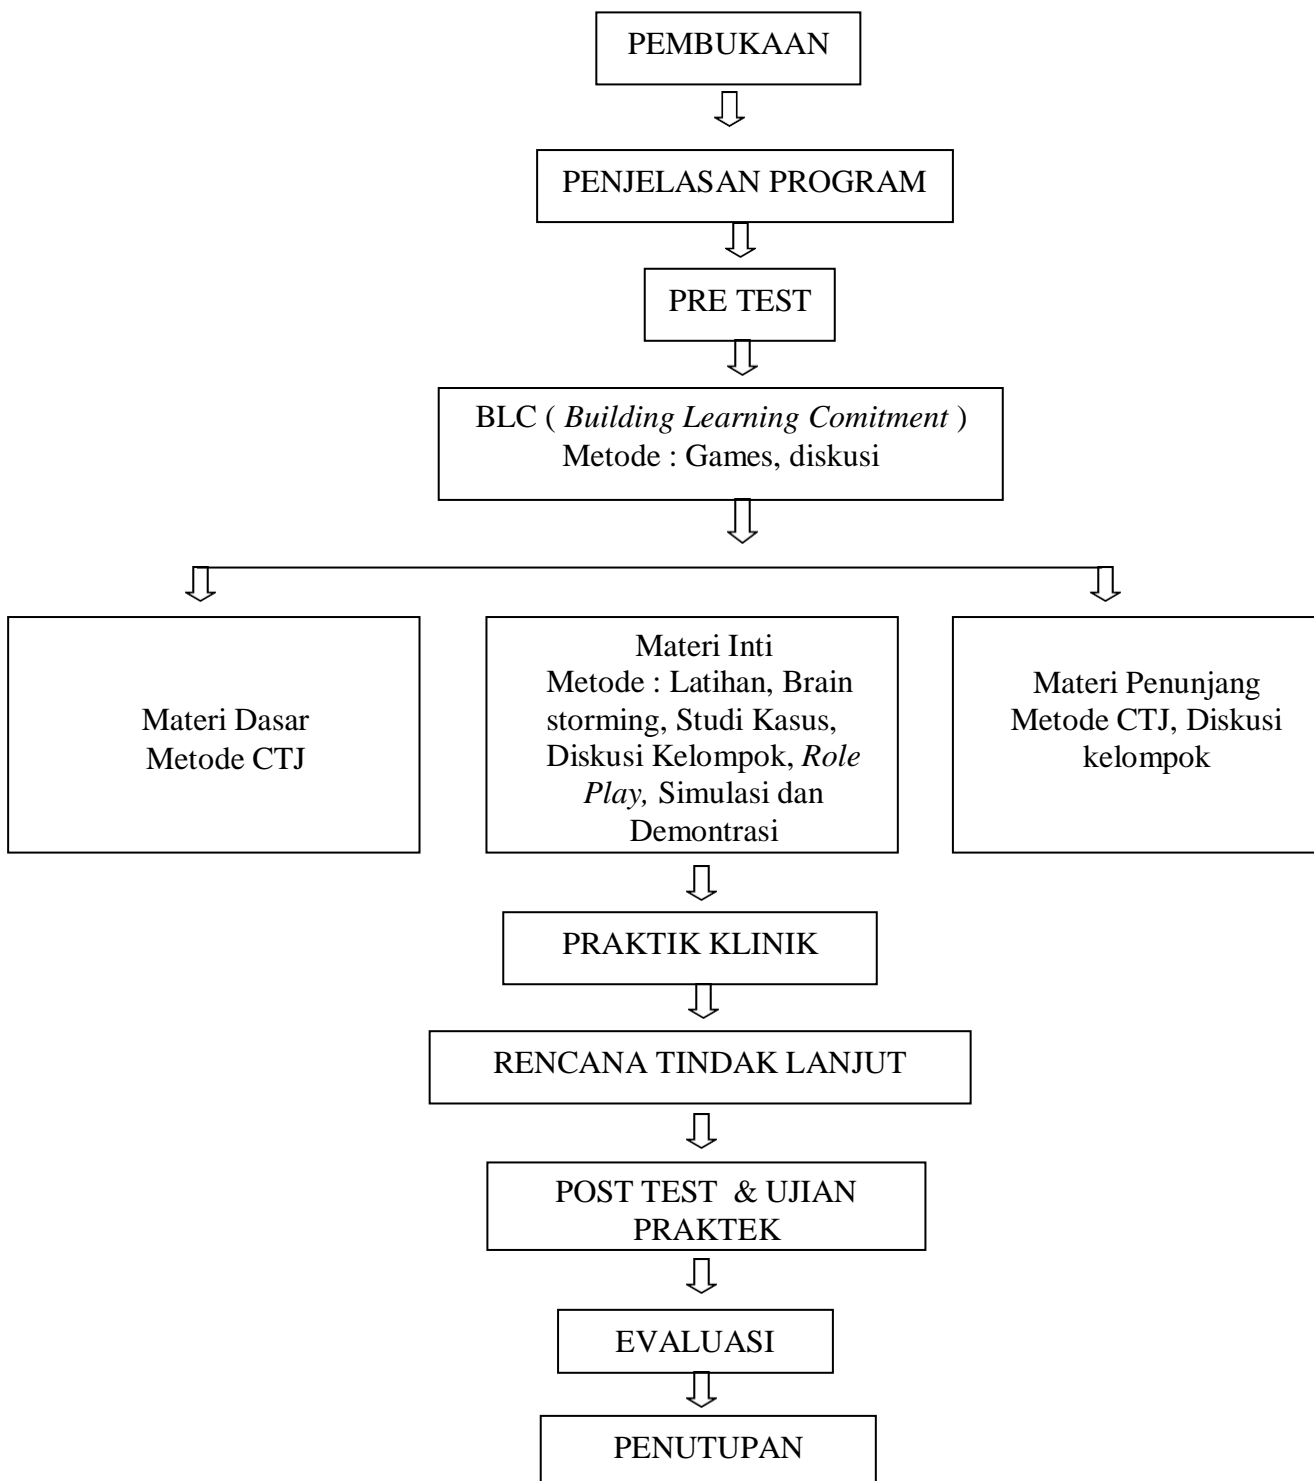 PEMBUKAAN
PENJELASAN PROGRAM
PRE TEST
BLC ( Building Learning Comitment )
Metode : Games, diskusi
Materi Dasar
Metode CTJ
Materi Inti
Metode : Latihan, Brain
storming, Studi Kasus,
Diskusi Kelompok, Role
Play, Simulasi dan
Demontrasi
Materi Penunjang
Metode CTJ, Diskusi
kelompok
PRAKTIK KLINIK
RENCANA TINDAK LANJUT
POST TEST & UJIAN
PRAKTEK
EVALUASI
PENUTUPAN